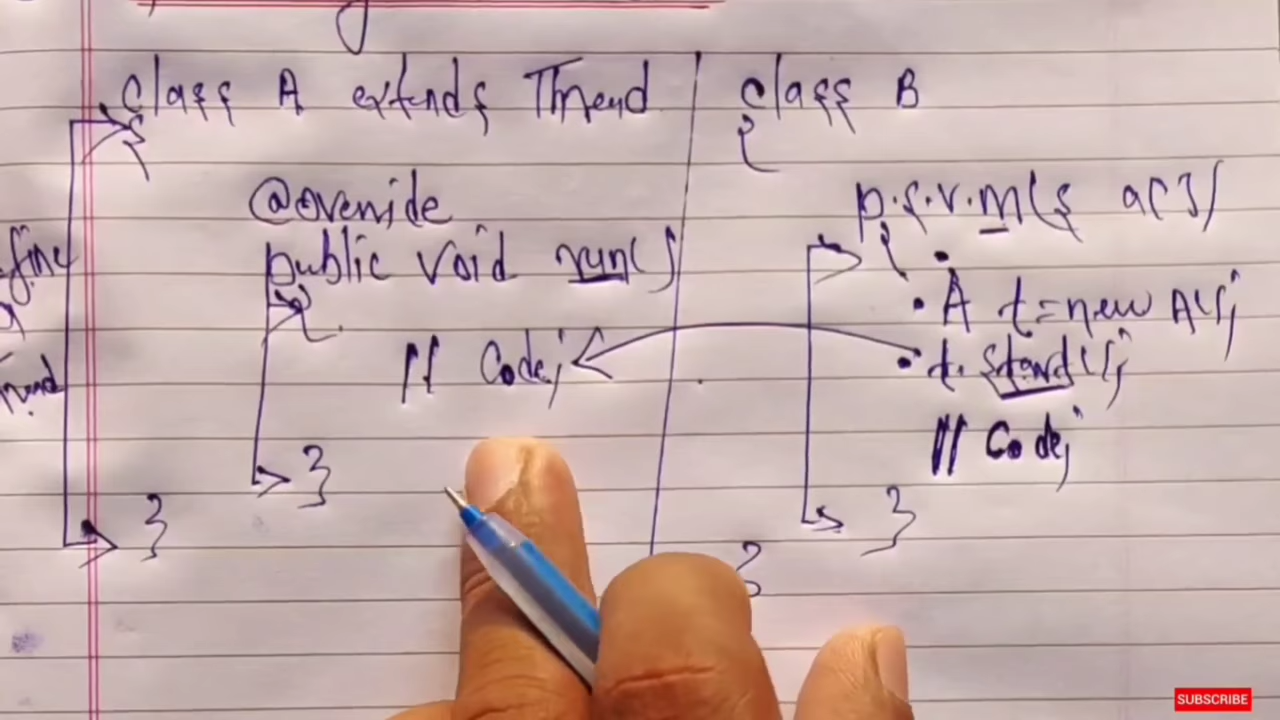 class A extends Thread
{
@override
public void run()
{
// Code;
}
}
class B
{
p.s.v.m(s a[])
{
A t=new A();
t.start();
// Code;
}
SUBSCRIBE